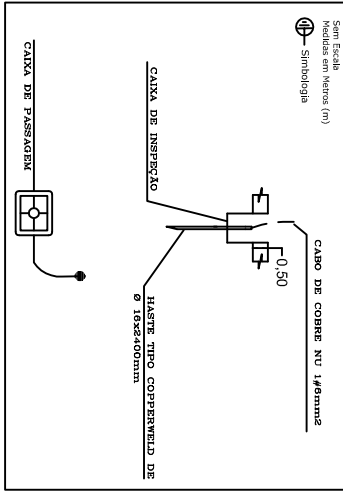 Sem Escala
Medidas em Metros (m)
Simbologia
CABO DE COBRE NU 1#6mm2
0,50
CAIXA DE INSPEÇÃO
HASTE TIPO COPPERWELD DE
Ø 16x2400mm
CAIXA DE PASSAGEM